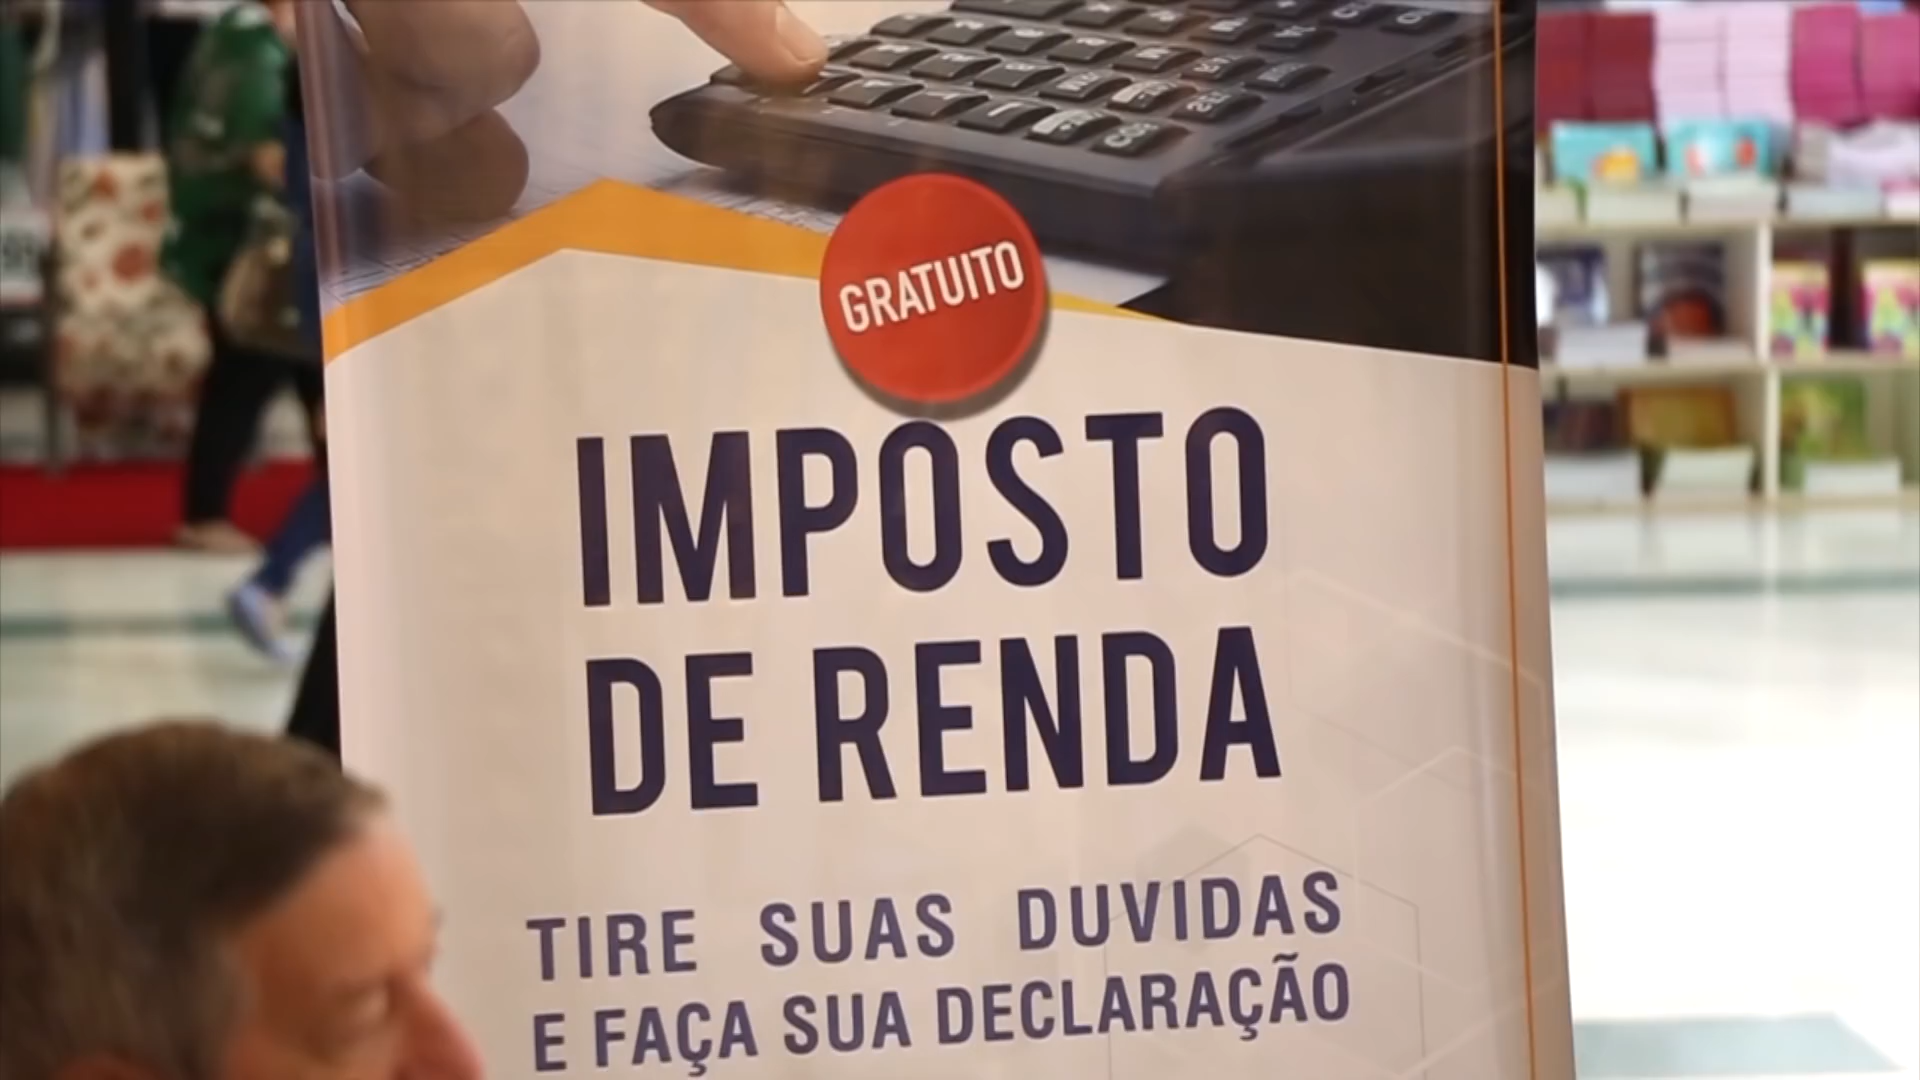 GRATUITO
IMPOSTO
DE RENDA
TIRE SUAS DUVIDAS
E FAÇA SUA DECLARAÇÃO